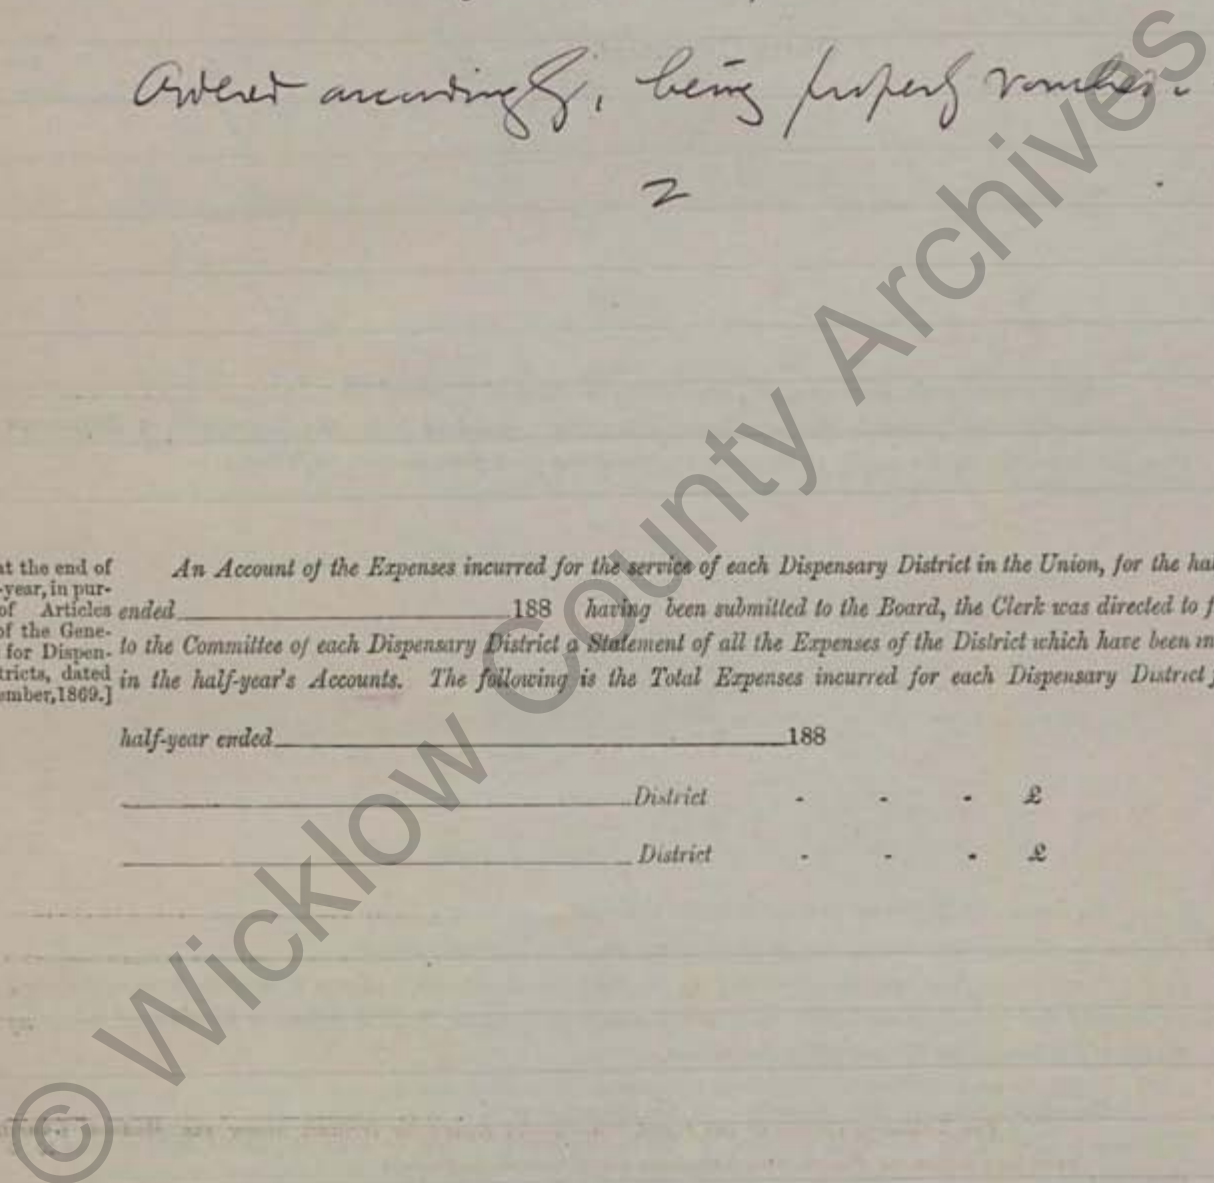 Ordered accordingly, being properly vouched.
2
at the end of
-year, in pur-
of Articles
of the Gene-
for Dispen-
tricts, dated
ember, 1869.]
An Account of the Expenses incurred for the service of each Dispensary District in the Union, for the ha
ended 188 having been submitted to the Board, the Clerk was directed to f
to the Committee of each Dispensary District a Statement of all the Expenses of the District which have been in
in the half-year's Accounts. The following is the Total Expenses incurred for each Dispensary District f
half-year ended 188
District - - - £
District - - - £
© Wicklow County Archives